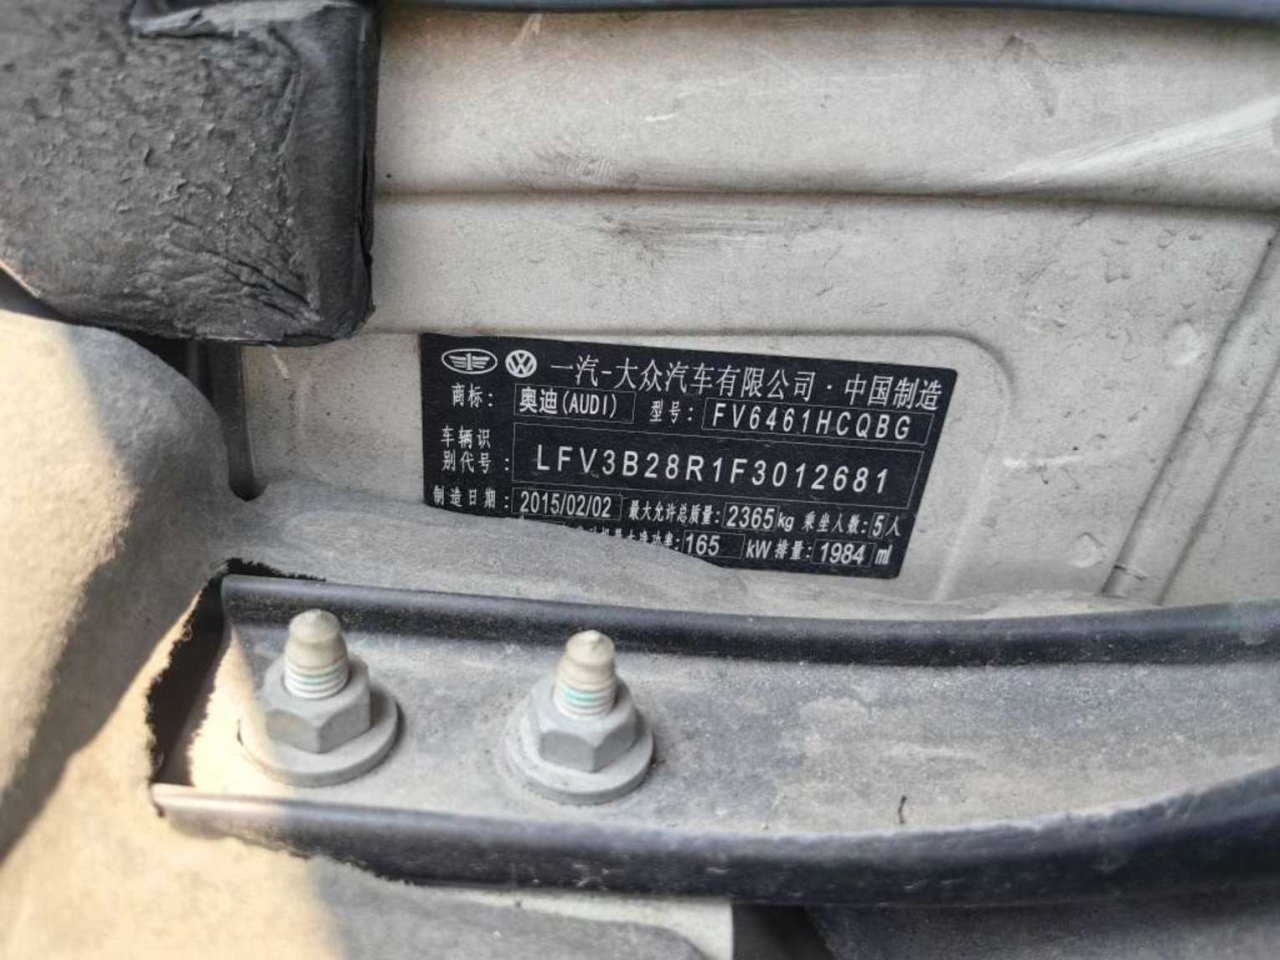 一汽-大众汽车有限公司·中国制造
商标: 奥迪(AUDI) 型号: FV6461HCQBG
车辆识别代号: LFV3B28R1F3012681
制造日期: 2015/02/02 最大允许总质量: 2365kg 乘坐人数: 5人
165 kW 排量: 1984 ml